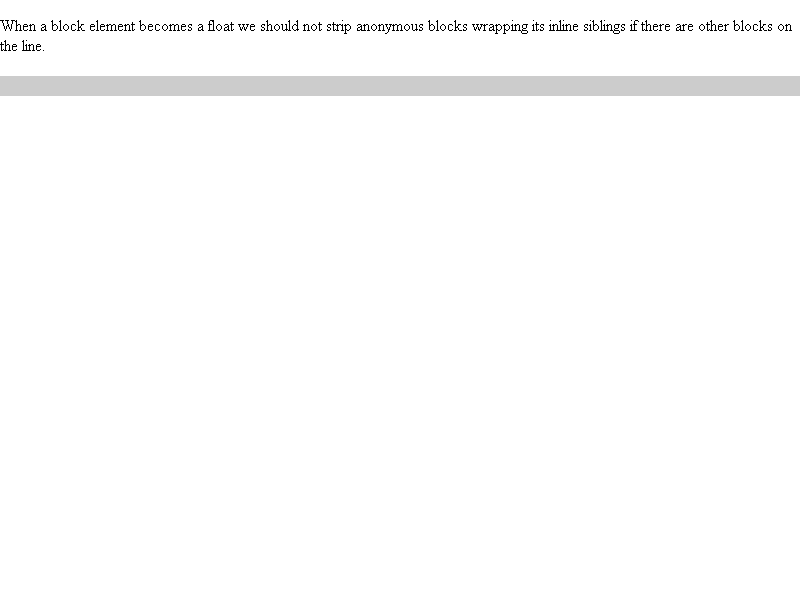 When a block element becomes a float we should not strip anonymous blocks wrapping its inline siblings if there are other blocks on
the line.